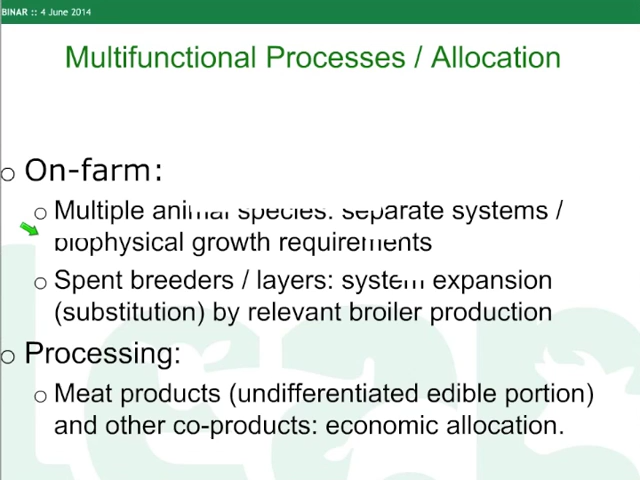 BINAR :: 4 June 2014
Multifunctional Processes / Allocation
o On-farm:
o Multiple animal species: separate systems /
biophysical growth requirements
o Spent breeders / layers: system expansion
(substitution) by relevant broiler production
o Processing:
o Meat products (undifferentiated edible portion)
and other co-products: economic allocation.